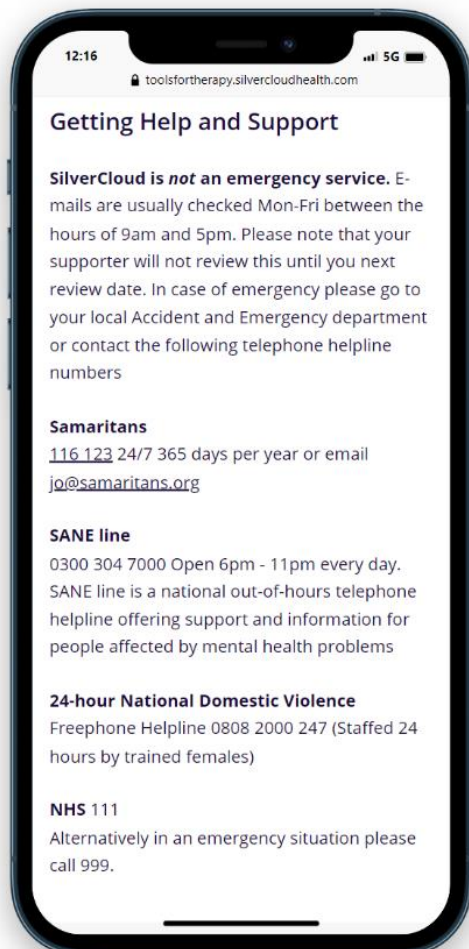 12:16
5G
toolsfortherapy.silvercloudhealth.com
Getting Help and Support
SilverCloud is not an emergency service. E-
mails are usually checked Mon-Fri between the
hours of 9am and 5pm. Please note that your
supporter will not review this until you next
review date. In case of emergency please go to
your local Accident and Emergency department
or contact the following telephone helpline
numbers
Samaritans
116 123 24/7 365 days per year or email
jo@samaritans.org
SANE line
0300 304 7000 Open 6pm - 11pm every day.
SANE line is a national out-of-hours telephone
helpline offering support and information for
people affected by mental health problems
24-hour National Domestic Violence
Freephone Helpline 0808 2000 247 (Staffed 24
hours by trained females)
NHS 111
Alternatively in an emergency situation please
call 999.